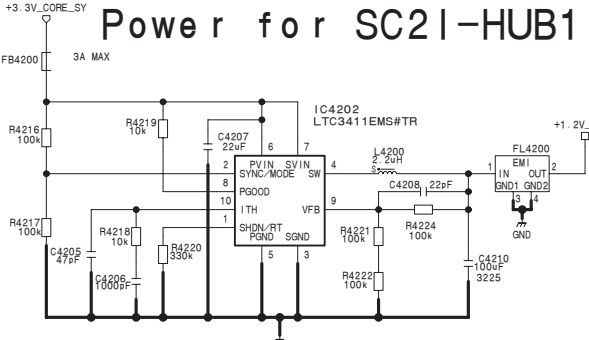 +3.3V_CORE_SY
Power for SC2I-HUB1
FB4200 3A MAX
IC4202
LTC3411EMS#TR
R4216
100k
R4219
10k
C4207
22uF
6 7
PVIN SVIN
2 SYNC/MODE SW 4
8 PGOOD
10 ITH VFB 9
1 SHDN/RT
PGND SGND
5 3
L4200
2.2uH
S
C4208 22pF
FL4200
EMI
1 IN OUT 2
GND1 GND2
3 4
GND
+1.2V_
R4217
100k
C4205
47pF
R4218
10k
C4206
1000pF
R4220
330k
R4221
100k
R4224
100k
R4222
100k
C4210
100uF
3225